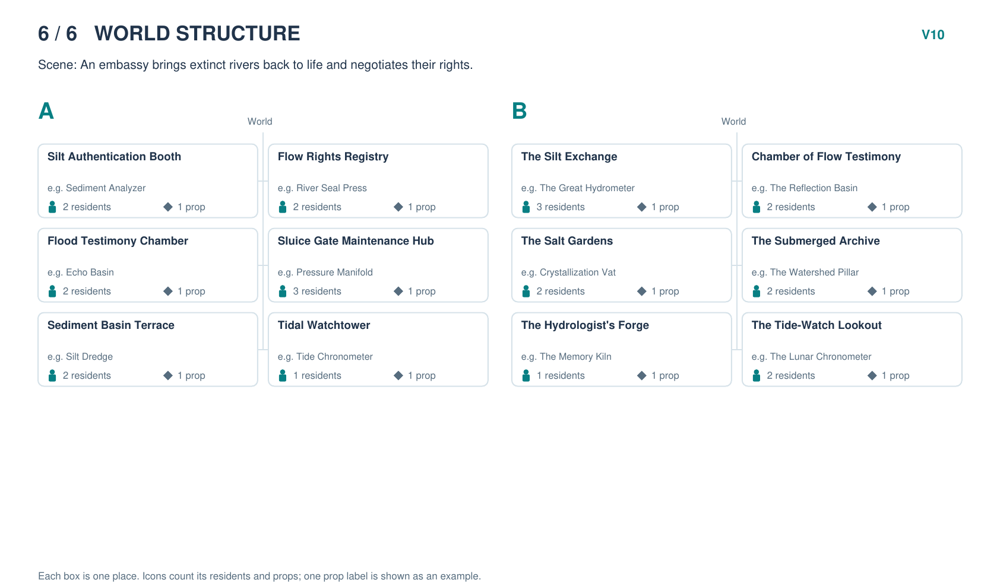 6 / 6 WORLD STRUCTURE
V10
Scene: An embassy brings extinct rivers back to life and negotiates their rights.
A
World
Silt Authentication Booth
e.g. Sediment Analyzer
2 residents
1 prop
Flow Rights Registry
e.g. River Seal Press
2 residents
1 prop
Flood Testimony Chamber
e.g. Echo Basin
2 residents
1 prop
Sluice Gate Maintenance Hub
e.g. Pressure Manifold
3 residents
1 prop
Sediment Basin Terrace
e.g. Silt Dredge
2 residents
1 prop
Tidal Watchtower
e.g. Tide Chronometer
1 residents
1 prop
B
World
The Silt Exchange
e.g. The Great Hydrometer
3 residents
1 prop
Chamber of Flow Testimony
e.g. The Reflection Basin
2 residents
1 prop
The Salt Gardens
e.g. Crystallization Vat
2 residents
1 prop
The Submerged Archive
e.g. The Watershed Pillar
2 residents
1 prop
The Hydrologist's Forge
e.g. The Memory Kiln
1 residents
1 prop
The Tide-Watch Lookout
e.g. The Lunar Chronometer
2 residents
1 prop
Each box is one place. Icons count its residents and props; one prop label is shown as an example.